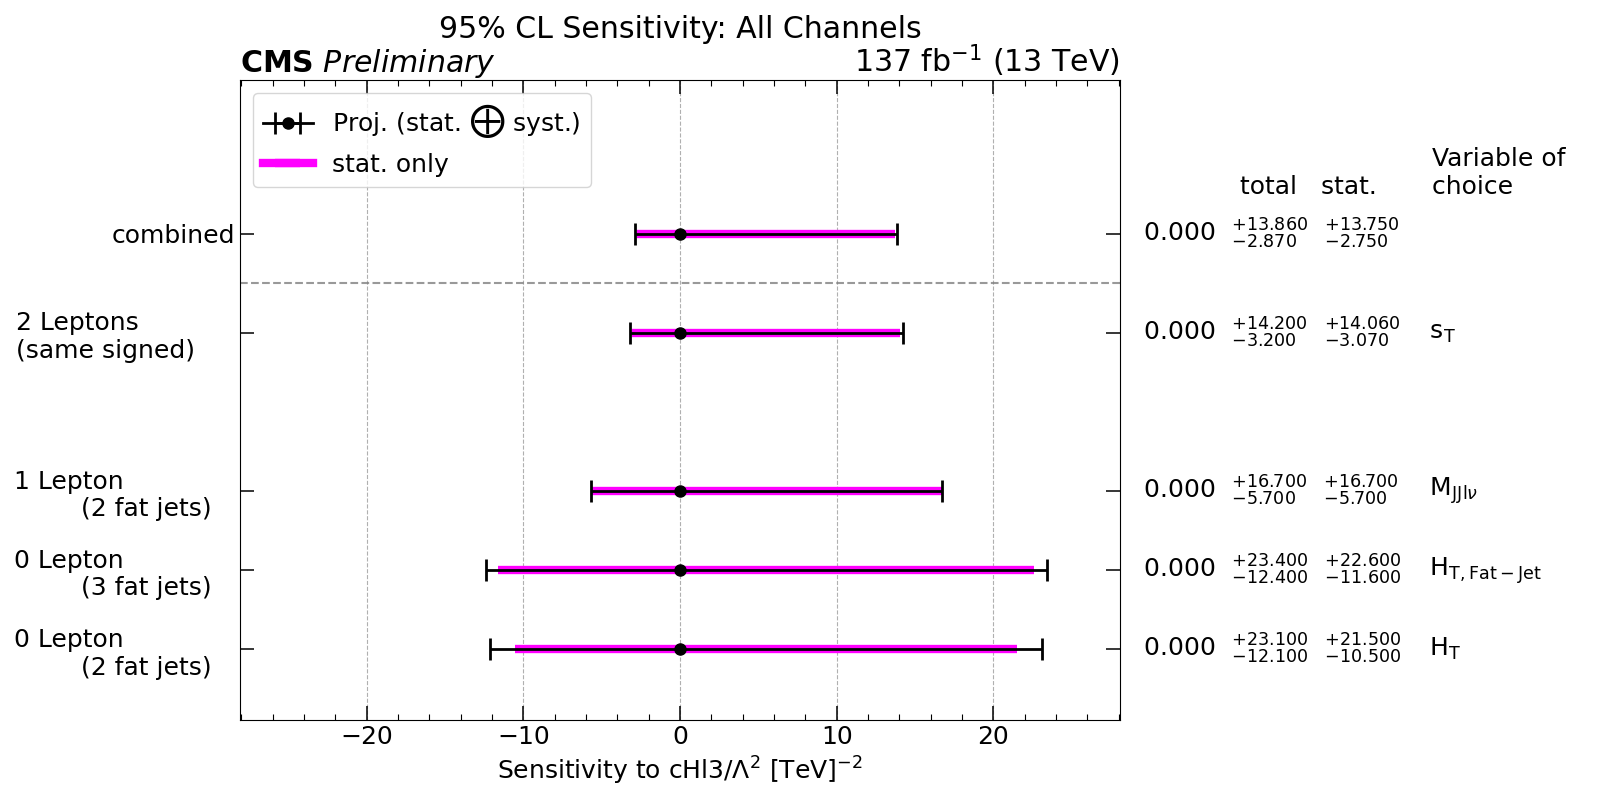 95% CL Sensitivity: All Channels
CMS Preliminary 137 fb⁻¹ (13 TeV)
Proj. (stat. ⊕ syst.)
stat. only
Variable of
total stat. choice
combined 0.000 +13.860 −2.870 +13.750 −2.750
2 Leptons
(same signed) 0.000 +14.200 −3.200 +14.060 −3.070 s_T
1 Lepton
(2 fat jets) 0.000 +16.700 −5.700 +16.700 −5.700 M_JJlν
0 Lepton
(3 fat jets) 0.000 +23.400 −12.400 +22.600 −11.600 H_T, Fat−Jet
0 Lepton
(2 fat jets) 0.000 +23.100 −12.100 +21.500 −10.500 H_T
−20 −10 0 10 20
Sensitivity to cHl3/Λ² [TeV]⁻²